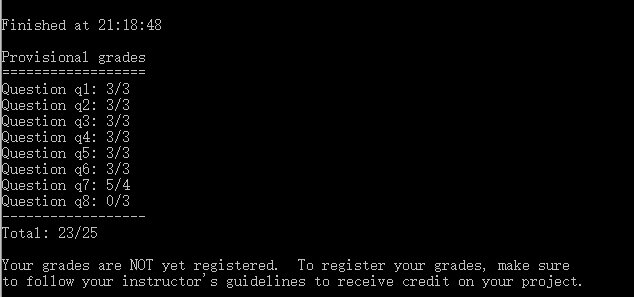 Finished at 21:18:48
Provisional grades
==================
Question q1: 3/3
Question q2: 3/3
Question q3: 3/3
Question q4: 3/3
Question q5: 3/3
Question q6: 3/3
Question q7: 5/4
Question q8: 0/3
------------------
Total: 23/25
Your grades are NOT yet registered.  To register your grades, make sure
to follow your instructor's guidelines to receive credit on your project.